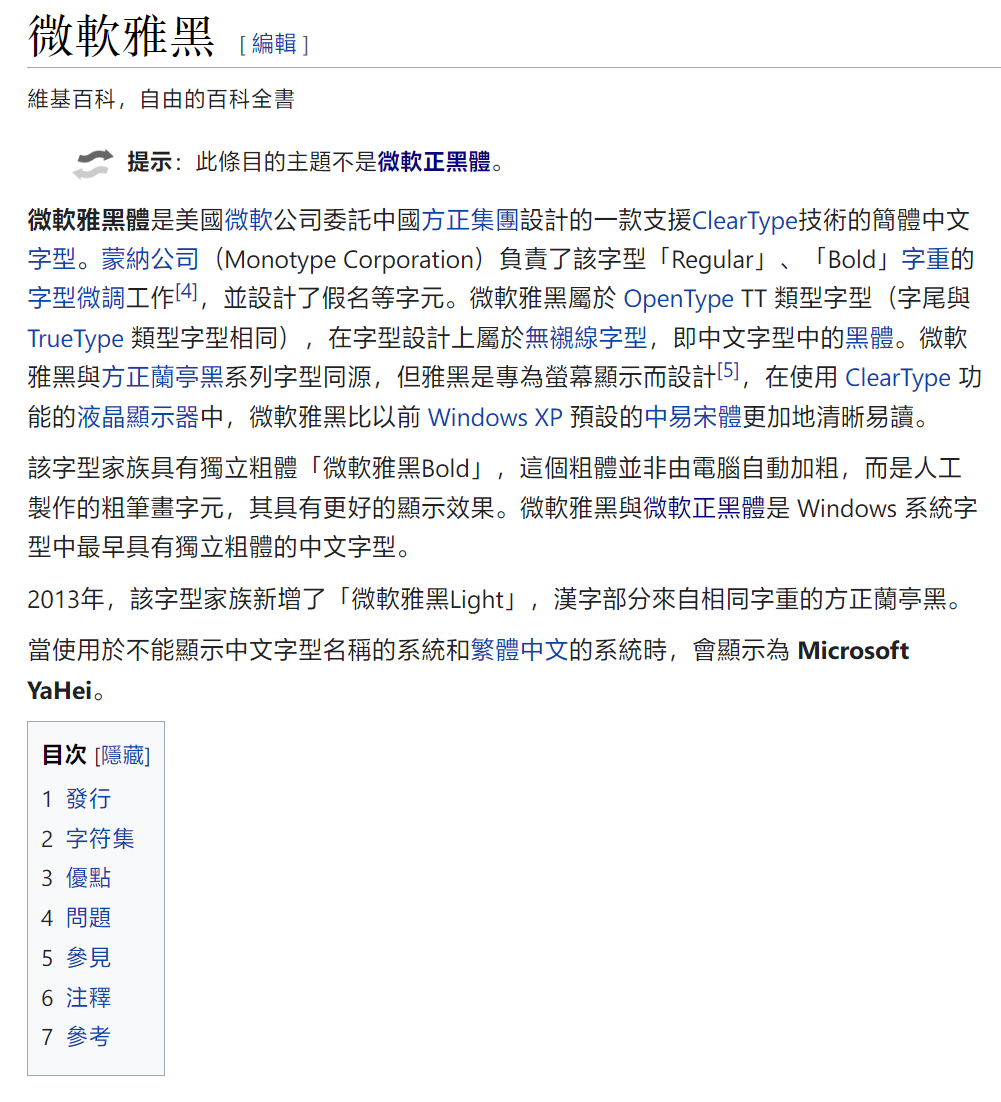 微軟雅黑 [編輯]
維基百科，自由的百科全書
提示：此條目的主題不是微軟正黑體。
微軟雅黑體是美國微軟公司委託中國方正集團設計的一款支援ClearType技術的簡體中文
字型。蒙納公司（Monotype Corporation）負責了該字型「Regular」、「Bold」字重的
字型微調工作[4]，並設計了假名等字元。微軟雅黑屬於 OpenType TT 類型字型（字尾與
TrueType 類型字型相同），在字型設計上屬於無襯線字型，即中文字型中的黑體。微軟
雅黑與方正蘭亭黑系列字型同源，但雅黑是專為螢幕顯示而設計[5]，在使用 ClearType 功
能的液晶顯示器中，微軟雅黑比以前 Windows XP 預設的中易宋體更加地清晰易讀。
該字型家族具有獨立粗體「微軟雅黑Bold」，這個粗體並非由電腦自動加粗，而是人工
製作的粗筆畫字元，其具有更好的顯示效果。微軟雅黑與微軟正黑體是 Windows 系統字
型中最早具有獨立粗體的中文字型。
2013年，該字型家族新增了「微軟雅黑Light」，漢字部分來自相同字重的方正蘭亭黑。
當使用於不能顯示中文字型名稱的系統和繁體中文的系統時，會顯示為 Microsoft
YaHei。
目次 [隱藏]
1 發行
2 字符集
3 優點
4 問題
5 參見
6 注釋
7 參考